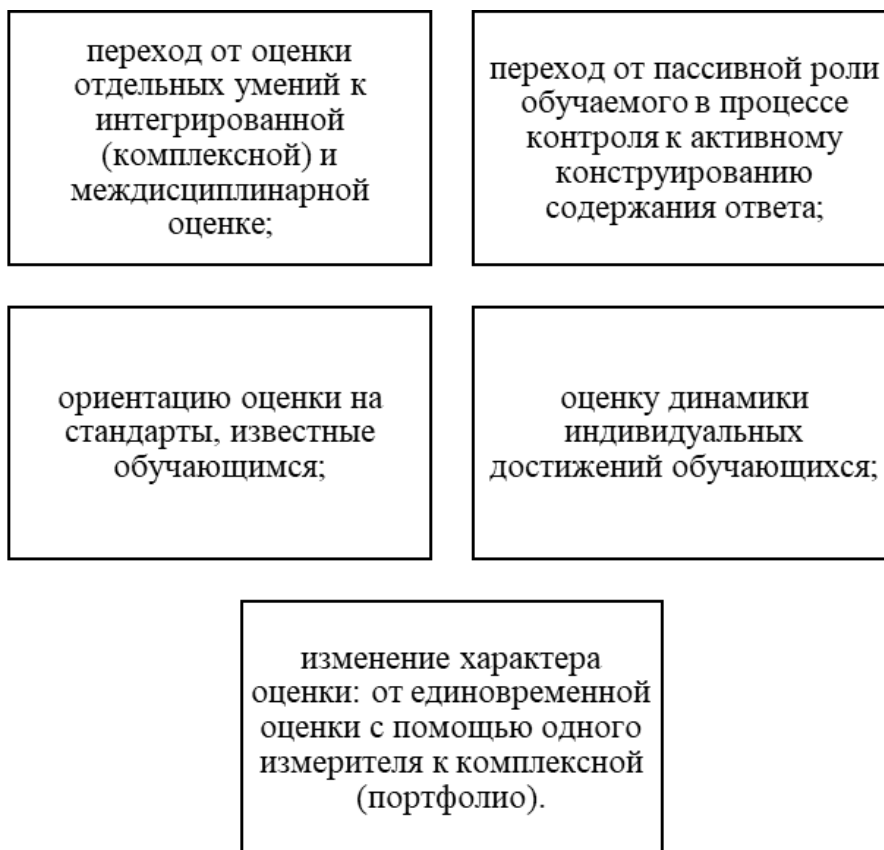 переход от оценки
отдельных умений к
интегрированной
(комплексной) и
междисциплинарной
оценке;
переход от пассивной роли
обучаемого в процессе
контроля к активному
конструированию
содержания ответа;
ориентацию оценки на
стандарты, известные
обучающимся;
оценку динамики
индивидуальных
достижений обучающихся;
изменение характера
оценки: от единовременной
оценки с помощью одного
измерителя к комплексной
(портфолио).